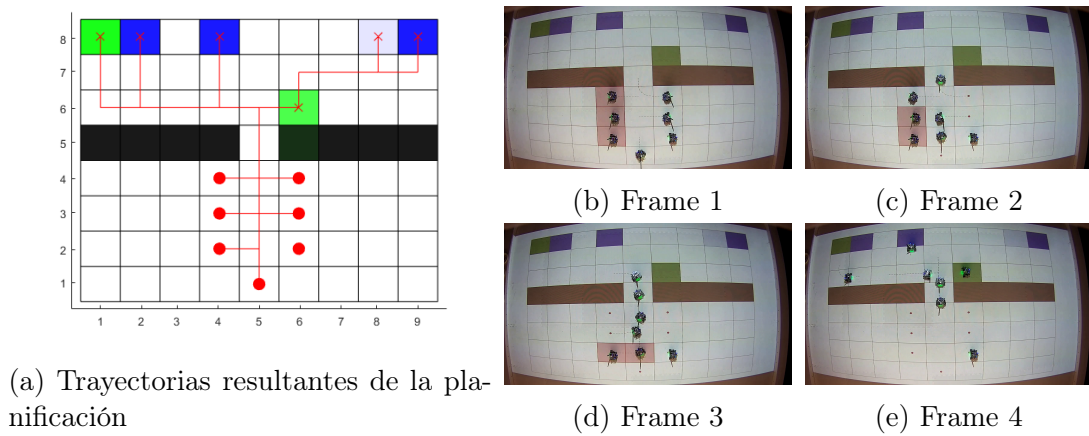 8
7
6
5
4
3
2
1
1 2 3 4 5 6 7 8 9
(a) Trayectorias resultantes de la pla-
nificación
(b) Frame 1
(c) Frame 2
(d) Frame 3
(e) Frame 4